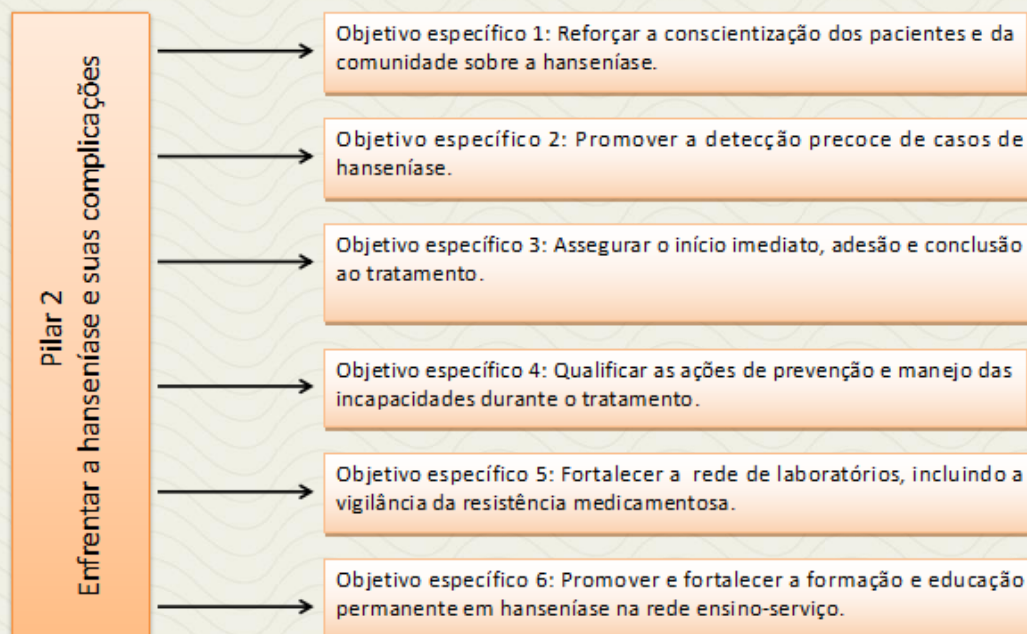 Pilar 2
Enfrentar a hanseníase e suas complicações
Objetivo específico 1: Reforçar a conscientização dos pacientes e da
comunidade sobre a hanseníase.
Objetivo específico 2: Promover a detecção precoce de casos de
hanseníase.
Objetivo específico 3: Assegurar o início imediato, adesão e conclusão
ao tratamento.
Objetivo específico 4: Qualificar as ações de prevenção e manejo das
incapacidades durante o tratamento.
Objetivo específico 5: Fortalecer a rede de laboratórios, incluindo a
vigilância da resistência medicamentosa.
Objetivo específico 6: Promover e fortalecer a formação e educação
permanente em hanseníase na rede ensino-serviço.